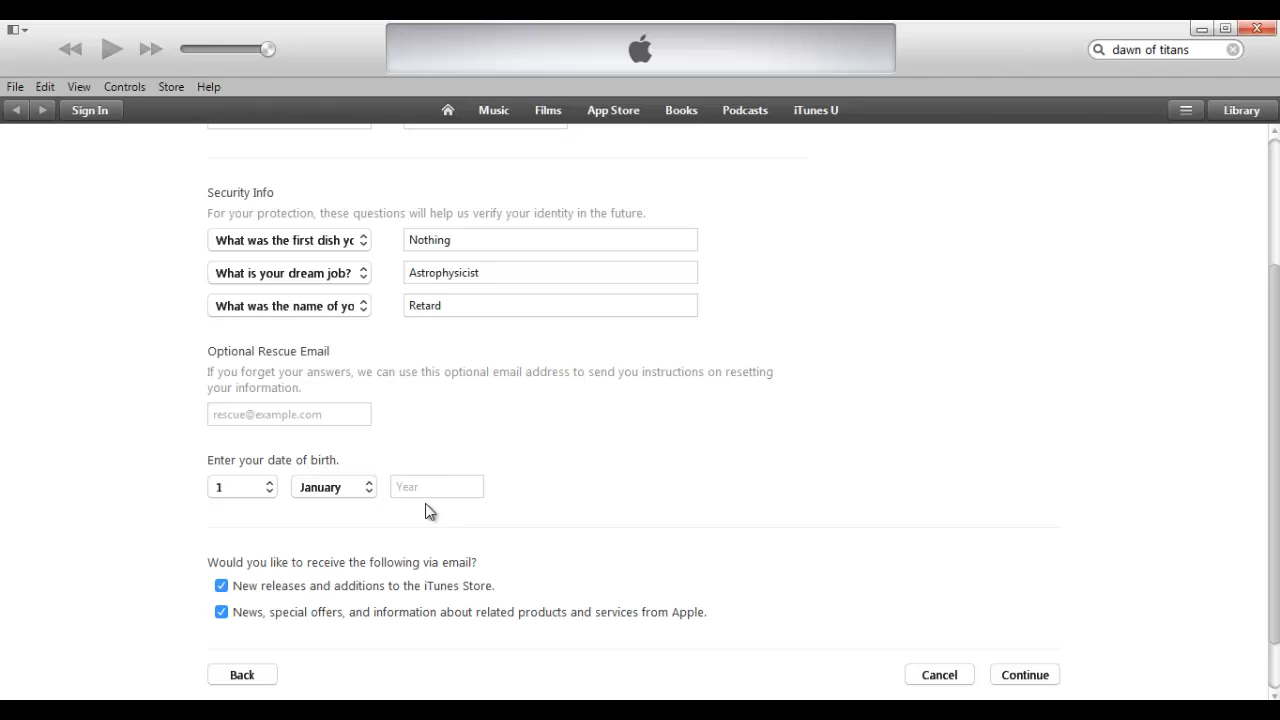 dawn of titans
File Edit View Controls Store Help
Sign In Music Films App Store Books Podcasts iTunes U Library
Security Info
For your protection, these questions will help us verify your identity in the future.
What was the first dish yo Nothing
What is your dream job? Astrophysicist
What was the name of yo Retard
Optional Rescue Email
If you forget your answers, we can use this optional email address to send you instructions on resetting
your information.
rescue@example.com
Enter your date of birth.
1 January Year
Would you like to receive the following via email?
New releases and additions to the iTunes Store.
News, special offers, and information about related products and services from Apple.
Back Cancel Continue